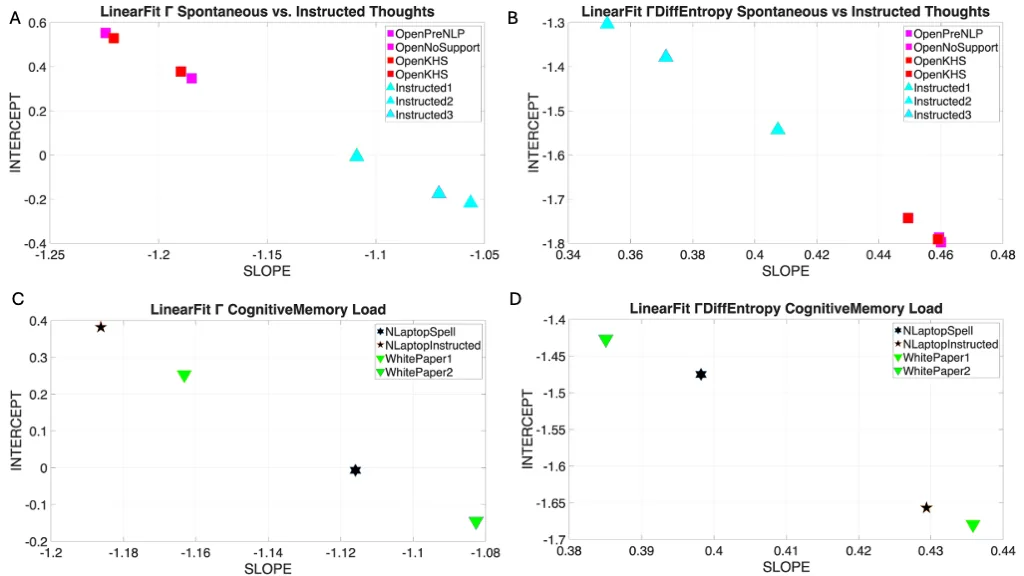 A
LinearFit Γ Spontaneous vs. Instructed Thoughts
0.6
0.4
0.2
0
-0.2
-0.4
INTERCEPT
-1.25
-1.2
-1.15
-1.1
-1.05
SLOPE
OpenPreNLP
OpenNoSupport
OpenKHS
OpenKHS
Instructed1
Instructed2
Instructed3
B
LinearFit ΓDiffEntropy Spontaneous vs Instructed Thoughts
-1.3
-1.4
-1.5
-1.6
-1.7
-1.8
INTERCEPT
0.34
0.36
0.38
0.4
0.42
0.44
0.46
0.48
SLOPE
OpenPreNLP
OpenNoSupport
OpenKHS
OpenKHS
Instructed1
Instructed2
Instructed3
C
LinearFit Γ CognitiveMemory Load
0.4
0.3
0.2
0.1
0
-0.1
-0.2
INTERCEPT
-1.2
-1.18
-1.16
-1.14
-1.12
-1.1
-1.08
SLOPE
NLaptopSpell
NLaptopInstructed
WhitePaper1
WhitePaper2
D
LinearFit ΓDiffEntropy CognitiveMemory Load
-1.4
-1.45
-1.5
-1.55
-1.6
-1.65
-1.7
INTERCEPT
0.38
0.39
0.4
0.41
0.42
0.43
0.44
SLOPE
NLaptopSpell
NLaptopInstructed
WhitePaper1
WhitePaper2